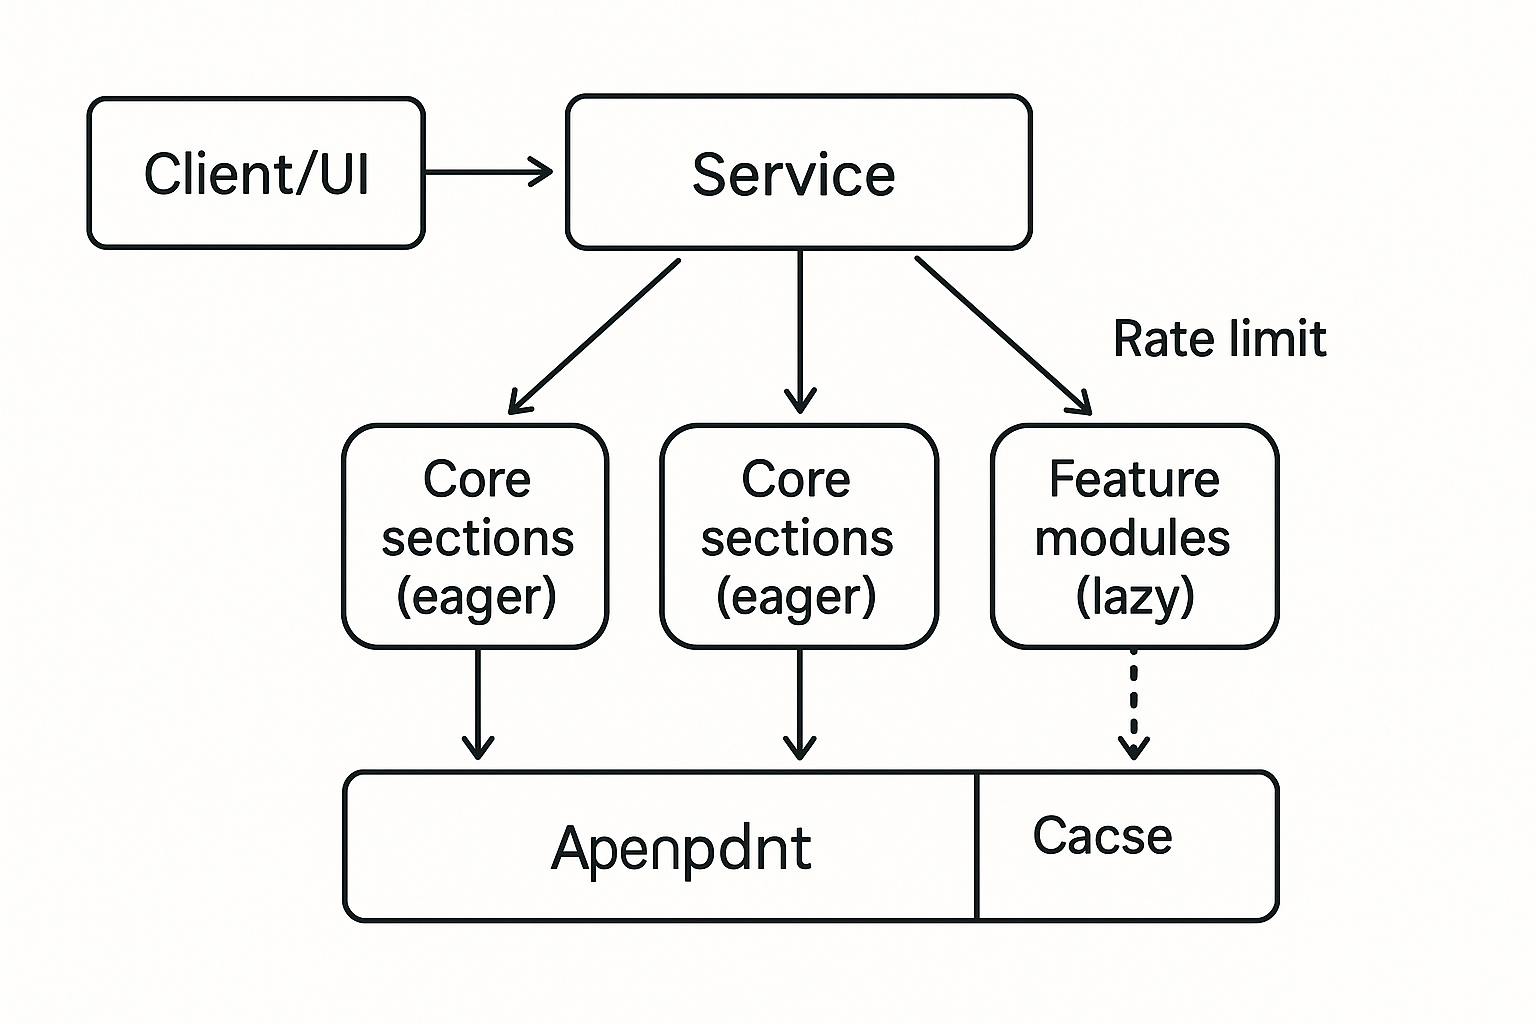 Client/UI
Service
Rate limit
Core
sections
(eager)
Core
sections
(eager)
Feature
modules
(lazy)
Apenpdnt
Cacse